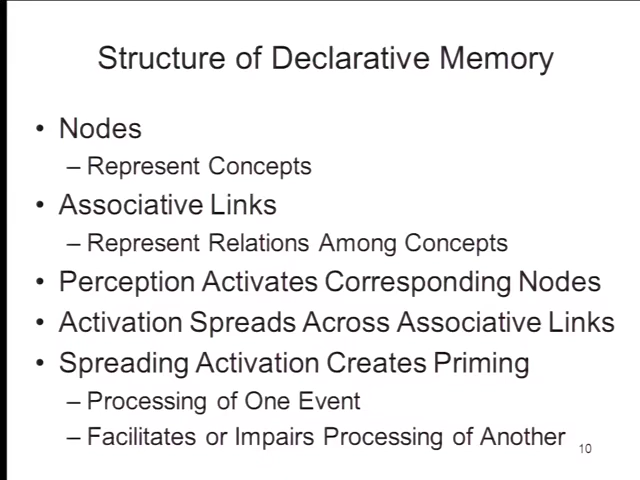 Structure of Declarative Memory
• Nodes
– Represent Concepts
• Associative Links
– Represent Relations Among Concepts
• Perception Activates Corresponding Nodes
• Activation Spreads Across Associative Links
• Spreading Activation Creates Priming
– Processing of One Event
– Facilitates or Impairs Processing of Another
10